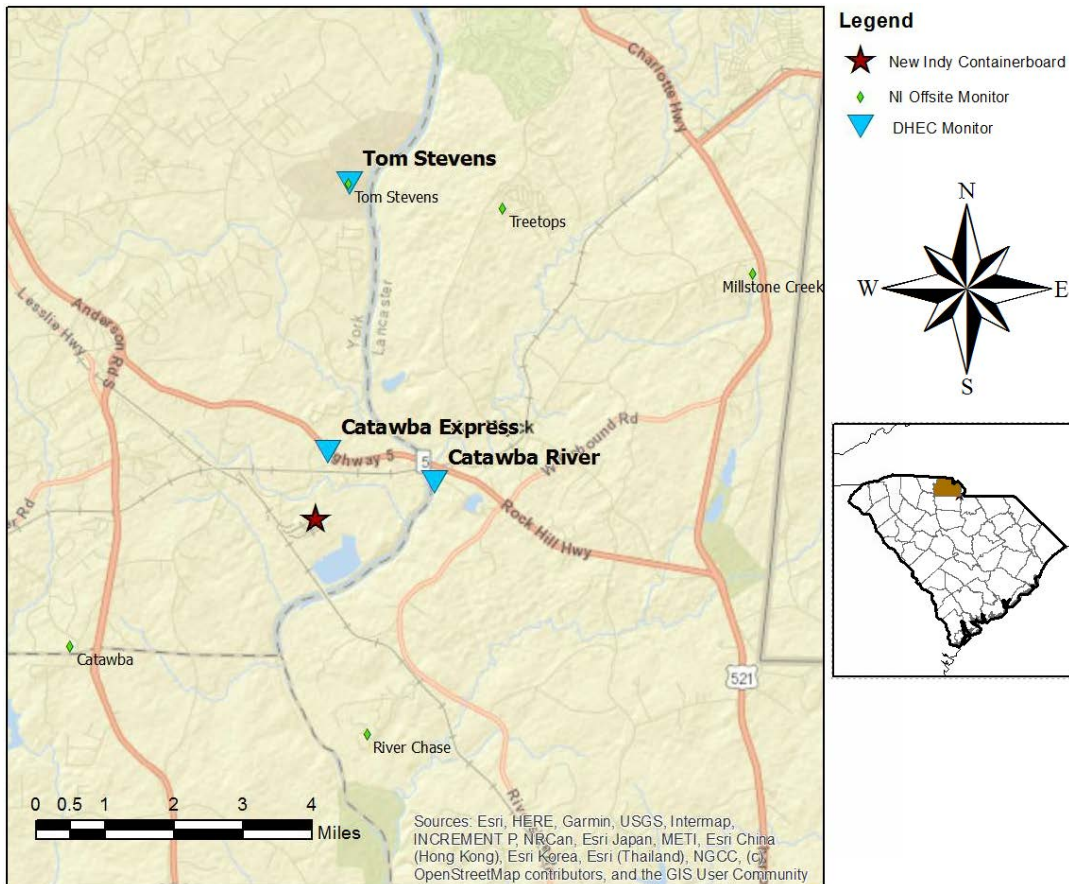 Legend
New Indy Containerboard
NI Offsite Monitor
DHEC Monitor
Charlotte Hwy
Tom Stevens
Tom Stevens
Treetops
Millstone Creek
N
W
E
S
Lesslie Hwy
Anderson Rd S
York
Lancaster
Catawba Express
ghway 5
5
Catawba River
Rock Hill Hwy
Catawba
521
River Chase
0 0.5 1 2 3 4
Miles
Sources: Esri, HERE, Garmin, USGS, Intermap,
INCREMENT P, NRCan, Esri Japan, METI, Esri China
(Hong Kong), Esri Korea, Esri (Thailand), NGCC, (c)
OpenStreetMap contributors, and the GIS User Community